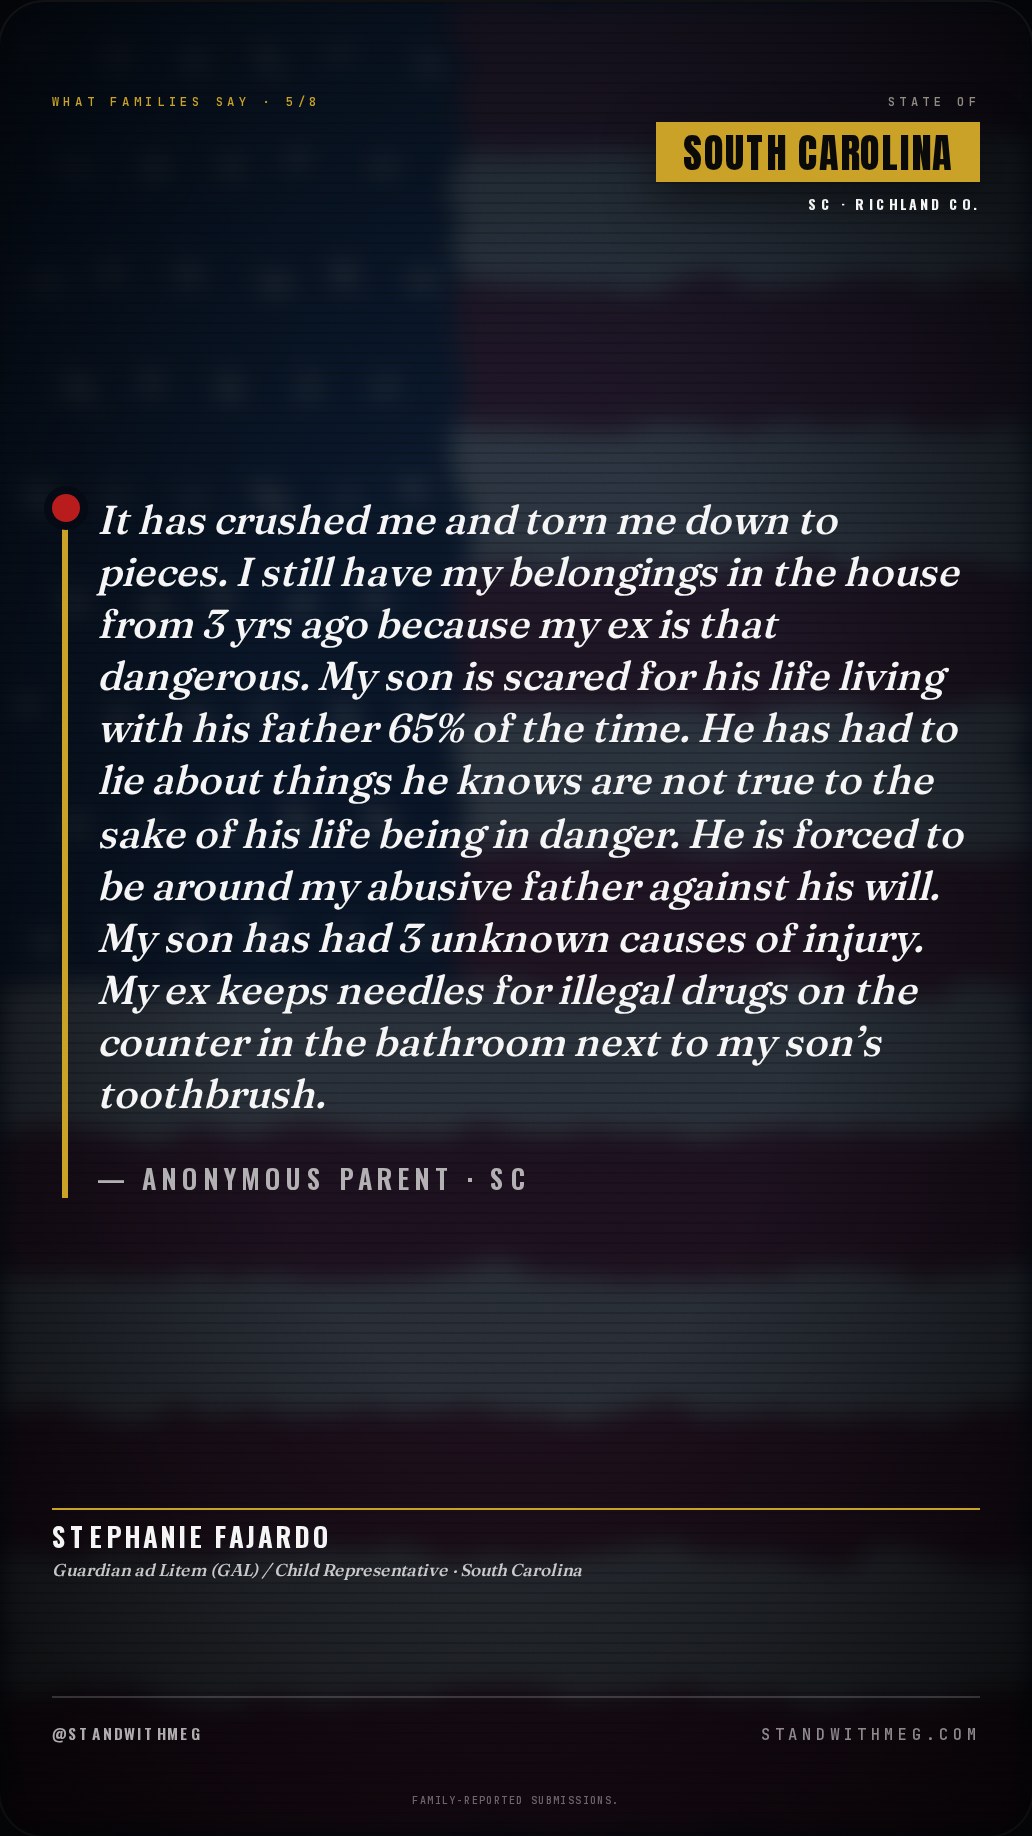 WHAT FAMILIES SAY · 5/8
STATE OF
SOUTH CAROLINA
SC · RICHLAND CO.
It has crushed me and torn me down to
pieces. I still have my belongings in the house
from 3 yrs ago because my ex is that
dangerous. My son is scared for his life living
with his father 65% of the time. He has had to
lie about things he knows are not true to the
sake of his life being in danger. He is forced to
be around my abusive father against his will.
My son has had 3 unknown causes of injury.
My ex keeps needles for illegal drugs on the
counter in the bathroom next to my son’s
toothbrush.
— ANONYMOUS PARENT · SC
STEPHANIE FAJARDO
Guardian ad Litem (GAL) / Child Representative · South Carolina
@STANDWITHMEG
STANDWITHMEG.COM
FAMILY-REPORTED SUBMISSIONS.